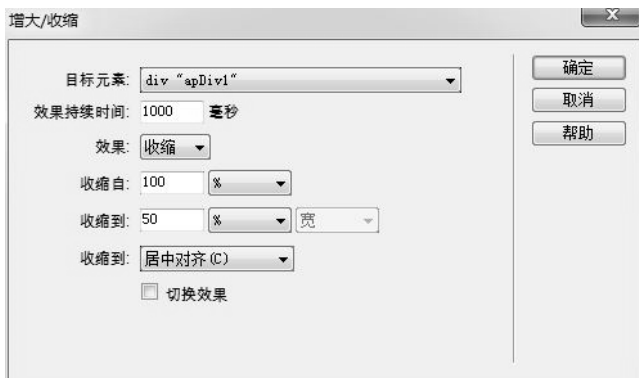 增大/收缩
目标元素: div "apDiv1"
确定
效果持续时间: 1000 毫秒
取消
效果: 收缩
帮助
收缩自: 100 %
收缩到: 50 % 宽
收缩到: 居中对齐(C)
切换效果